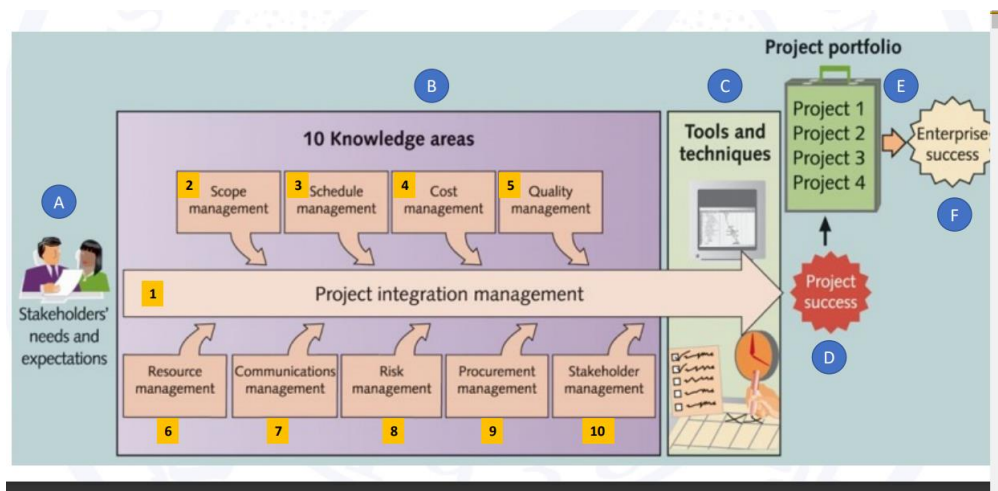 Project portfolio
B
C
E
10 Knowledge areas
Tools and
techniques
Project 1
Project 2
Project 3
Project 4
Enterprise
success
F
A
Stakeholders'
needs and
expectations
2 Scope
management
3 Schedule
management
4 Cost
management
5 Quality
management
1 Project integration management
Project
success
D
Resource
management
6
Communications
management
7
Risk
management
8
Procurement
management
9
Stakeholder
management
10